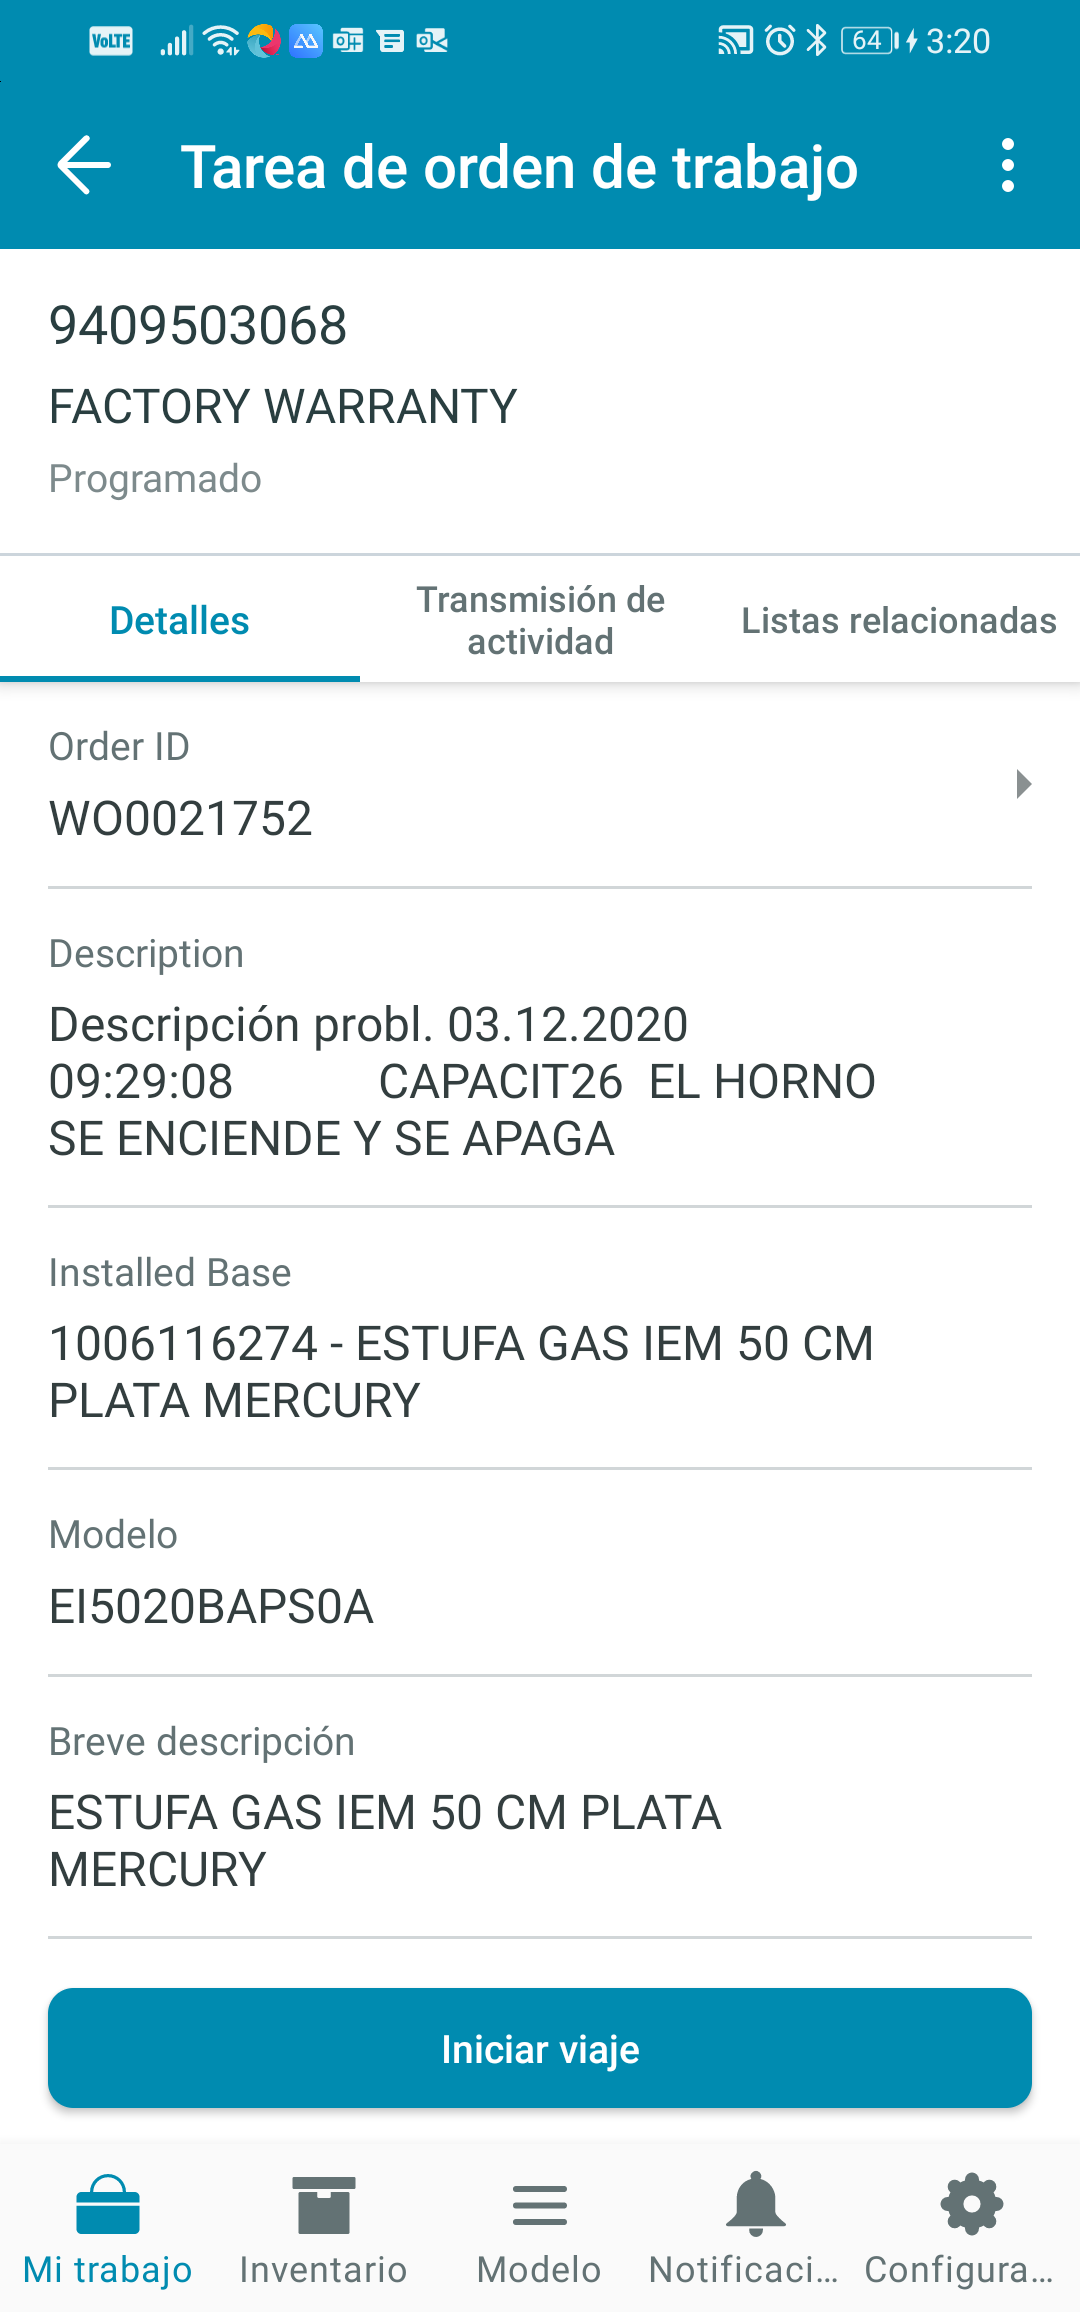 VoLTE 64 3:20
Tarea de orden de trabajo
9409503068
FACTORY WARRANTY
Programado
Detalles
Transmisión de
actividad
Listas relacionadas
Order ID
WO0021752
Description
Descripción probl. 03.12.2020
09:29:08 CAPACIT26 EL HORNO
SE ENCIENDE Y SE APAGA
Installed Base
1006116274 - ESTUFA GAS IEM 50 CM
PLATA MERCURY
Modelo
EI5020BAPS0A
Breve descripción
ESTUFA GAS IEM 50 CM PLATA
MERCURY
Iniciar viaje
Mi trabajo
Inventario
Modelo
Notificaci...
Configura...